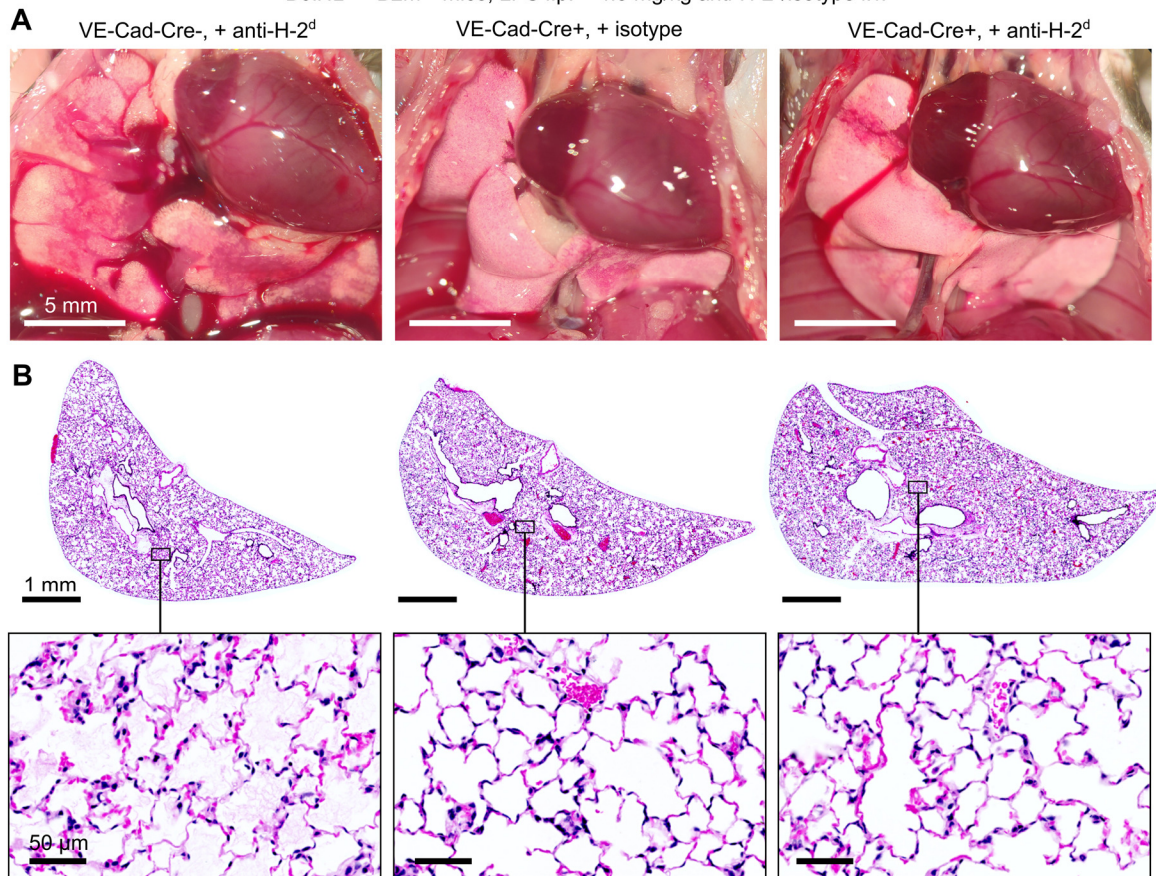 A
VE-Cad-Cre-, + anti-H-2ᵈ
VE-Cad-Cre+, + isotype
VE-Cad-Cre+, + anti-H-2ᵈ
5 mm
B
1 mm
50 µm